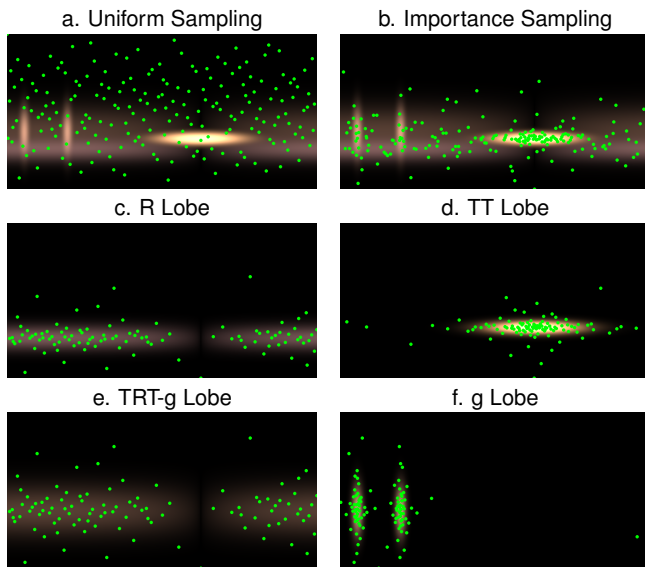 a. Uniform Sampling
b. Importance Sampling
c. R Lobe
d. TT Lobe
e. TRT-g Lobe
f. g Lobe